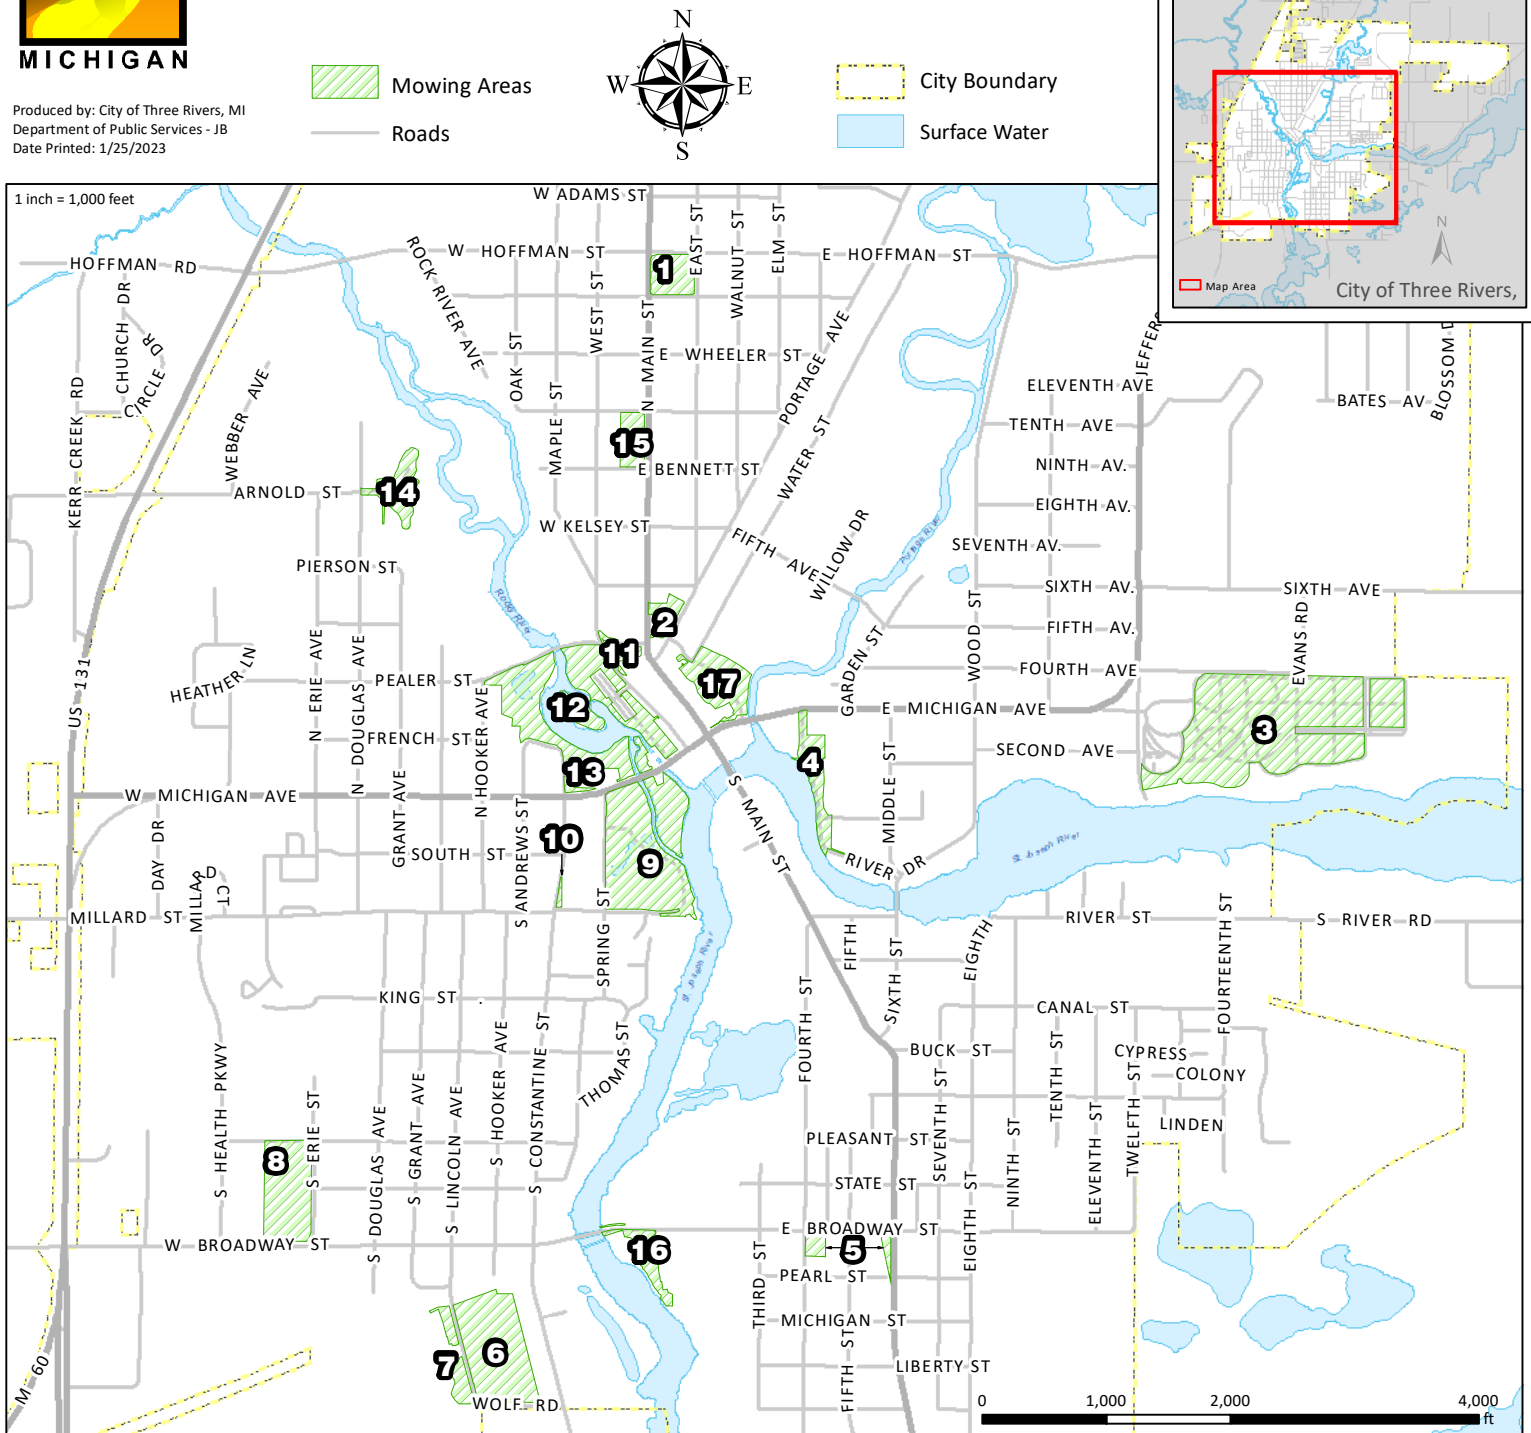 MICHIGAN
Produced by: City of Three Rivers, MI
Department of Public Services - JB
Date Printed: 1/25/2023
Mowing Areas
Roads
N
W E
S
City Boundary
Surface Water
N
Map Area
City of Three Rivers,
1 inch = 1,000 feet
W ADAMS ST
HOFFMAN RD
W HOFFMAN ST
E HOFFMAN ST
ROCK RIVER AVE
EAST ST
WALNUT ST
ELM ST
WEST ST
N MAIN ST
1
CHURCH DR
CIRCLE DR
KERR CREEK RD
WEBBER AVE
OAK ST
MAPLE ST
E WHEELER ST
PORTAGE AVE
WATER ST
JEFFERS
ELEVENTH AVE
BATES AV
BLOSSOM D
TENTH AVE
15
E BENNETT ST
NINTH AV.
ARNOLD ST
14
EIGHTH AV.
W KELSEY ST
FIFTH AVE
WILLOW DR
Portage River
SEVENTH AV.
PIERSON ST
SIXTH AV.
SIXTH AVE
Rocky River
2
FIFTH AV.
EVANS RD
11
GARDEN ST
WOOD ST
FOURTH AVE
US 131
HEATHER LN
N ERIE AVE
N DOUGLAS AVE
PEALER ST
17
12
N HOOKER AVE
E MICHIGAN AVE
FRENCH ST
3
SECOND AVE
4
13
MIDDLE ST
W MICHIGAN AVE
S MAIN ST
DAY DR
GRANT AVE
SOUTH ST
S ANDREWS ST
10
9
RIVER DR
St. Joseph River
MILLARD CT
MILLARD ST
SPRING ST
RIVER ST
S RIVER RD
FOURTEENTH ST
FIFTH
SIXTH ST
EIGHTH
St. Joseph River
KING ST
CANAL ST
FOURTH ST
THOMAS ST
BUCK ST
TENTH ST
CYPRESS
COLONY
S HEALTH PKWY
S ERIE ST
S DOUGLAS AVE
S GRANT AVE
S LINCOLN AVE
S HOOKER AVE
S CONSTANTINE ST
PLEASANT ST
SEVENTH ST
NINTH ST
ELEVENTH ST
TWELFTH ST
LINDEN
8
STATE ST
EIGHTH ST
E BROADWAY ST
W BROADWAY ST
16
5
THIRD ST
PEARL ST
MICHIGAN ST
7
6
FIFTH ST
LIBERTY ST
M 60
WOLF RD
0 1,000 2,000 4,000
ft